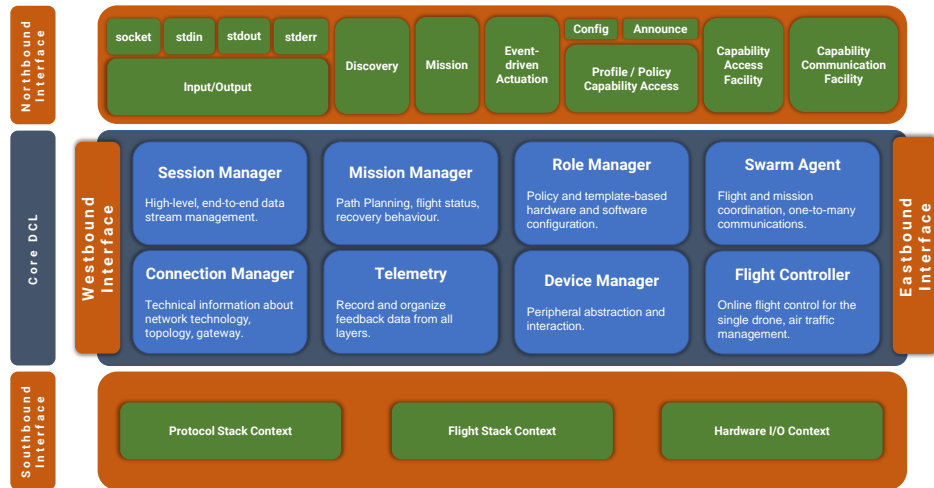 Northbound
Interface
socket
stdin
stdout
stderr
Input/Output
Discovery
Mission
Event-
driven
Actuation
Config
Announce
Profile / Policy
Capability Access
Capability
Access
Facility
Capability
Communication
Facility
Core DCL
Westbound
Interface
Session Manager
High-level, end-to-end data
stream management.
Mission Manager
Path Planning, flight status,
recovery behaviour.
Role Manager
Policy and template-based
hardware and software
configuration.
Swarm Agent
Flight and mission
coordination, one-to-many
communications.
Connection Manager
Technical information about
network technology,
topology, gateway.
Telemetry
Record and organize
feedback data from all
layers.
Device Manager
Peripheral abstraction and
interaction.
Flight Controller
Online flight control for the
single drone, air traffic
management.
Eastbound
Interface
Southbound
Interface
Protocol Stack Context
Flight Stack Context
Hardware I/O Context